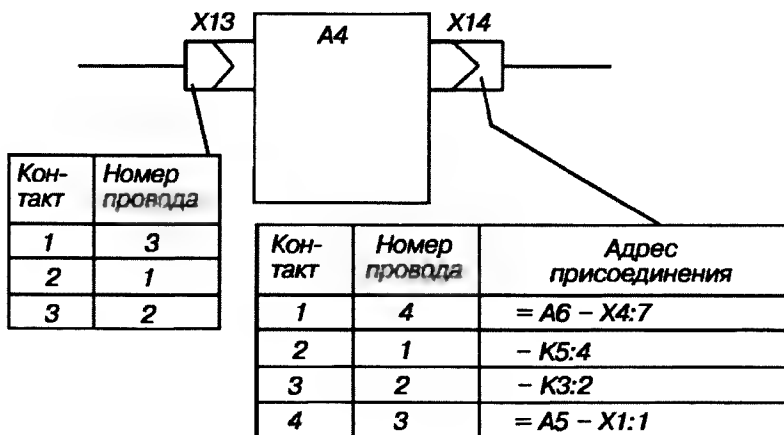 X13
A4
X14
Кон-
такт
Номер
провода
1 3
2 1
3 2
Кон-
такт
Номер
провода
Адрес
присоединения
1 4 = A6 – X4:7
2 1 – K5:4
3 2 – K3:2
4 3 = A5 – X1:1